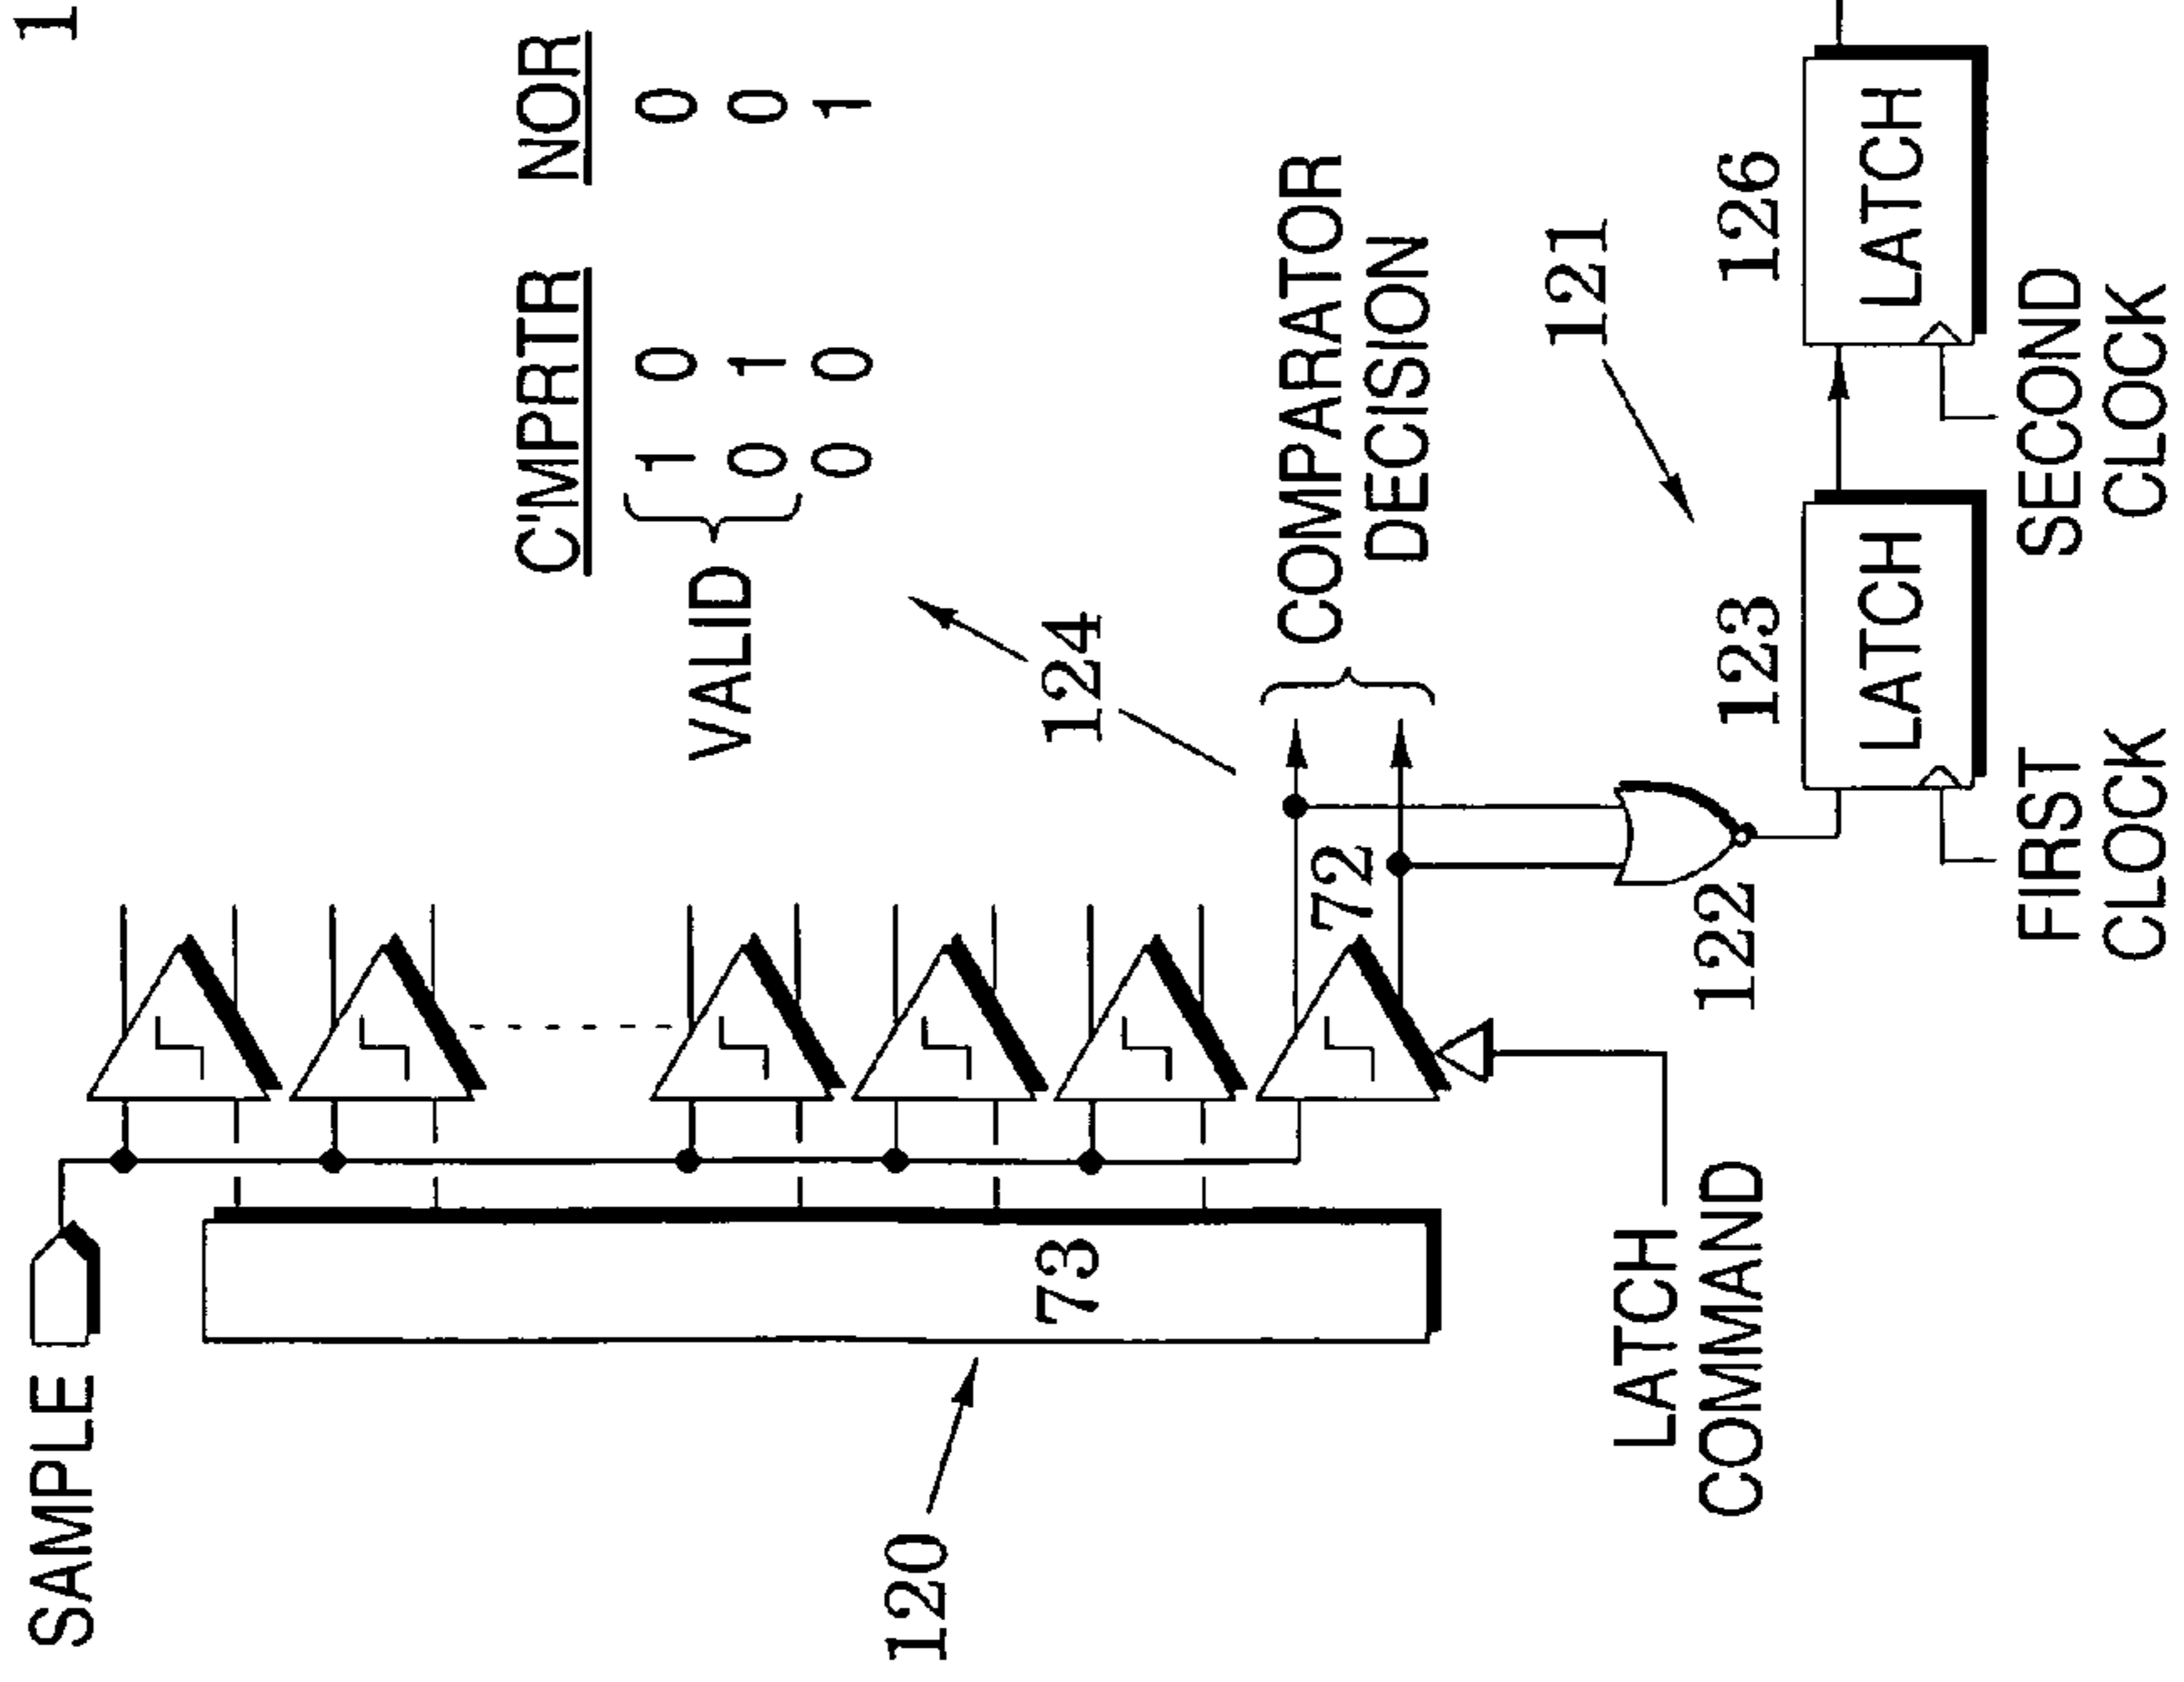 1
SAMPLE
C'MPRTR NOR
VALID
1 0 0
0 1 0
0 0 1
124
120
73
72
COMPARATOR
DECISION
121
LATCH
COMMAND
122
123
126
LATCH
LATCH
FIRST
CLOCK
SECOND
CLOCK